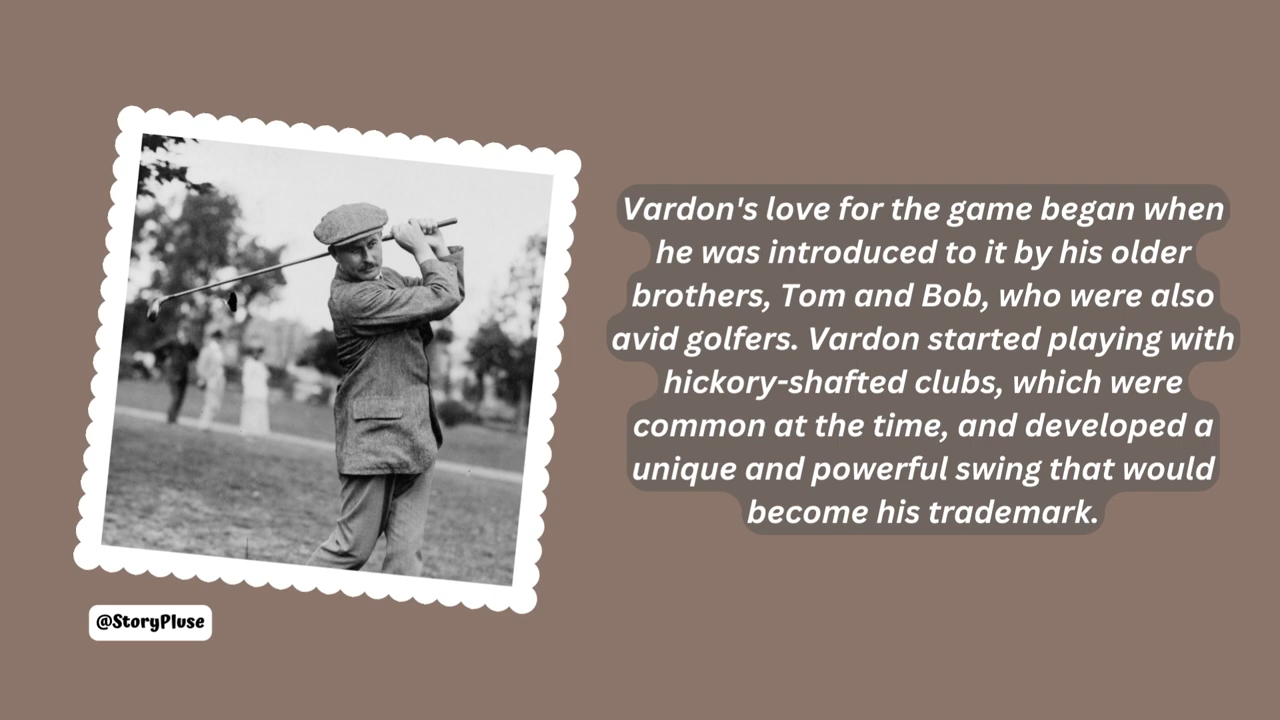 Vardon's love for the game began when
he was introduced to it by his older
brothers, Tom and Bob, who were also
avid golfers. Vardon started playing with
hickory-shafted clubs, which were
common at the time, and developed a
unique and powerful swing that would
become his trademark.
@StoryPluse